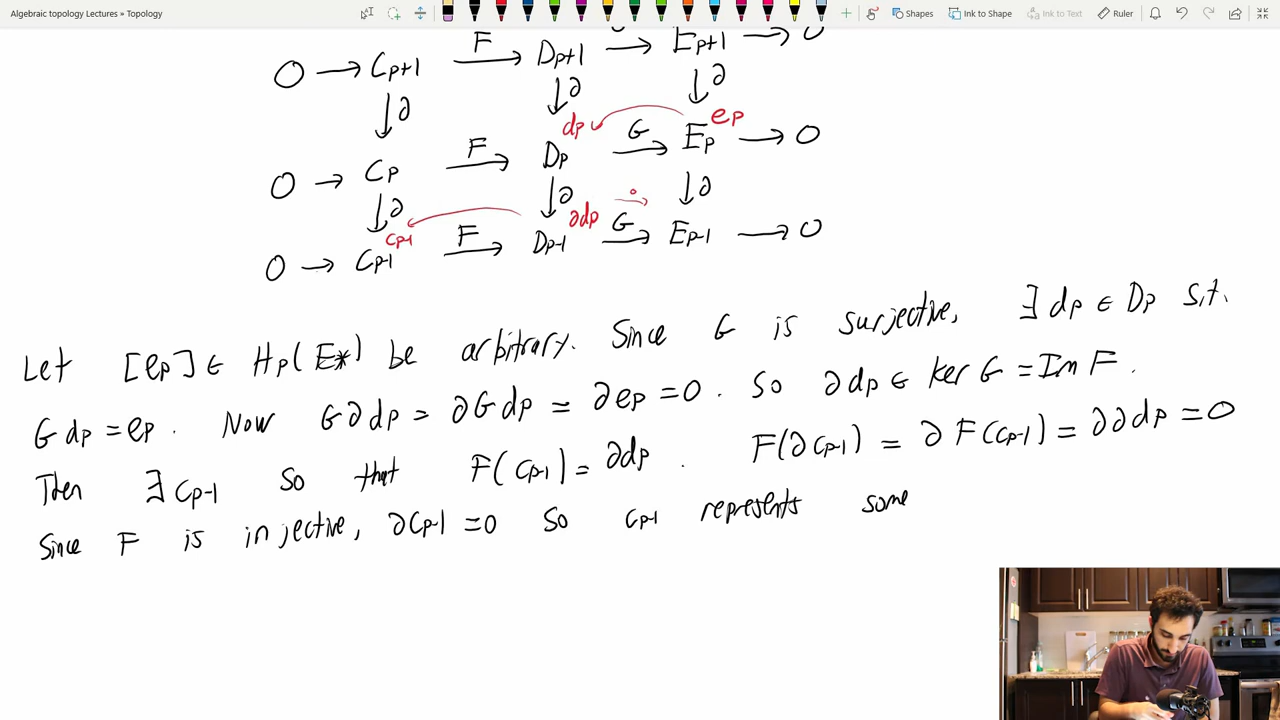 Algebraic topology Lectures » Topology
Shapes Ink to Shape Ink to Text Ruler
0 → Cp+1 F→ Dp+1 → Ep+1 → 0
↓∂ ↓∂ ↓∂
dp ep
0 → Cp F→ Dp G→ Ep → 0
↓∂ ↓∂ ↓∂
cp-1 ∂dp 0
0 → Cp-1 F→ Dp-1 G→ Ep-1 → 0
Let [ep] ∈ Hp(E*) be arbitrary. Since G is surjective, ∃ dp ∈ Dp s.t.
Gdp = ep. Now G∂dp = ∂Gdp = ∂ep = 0. So ∂dp ∈ ker G = Im F.
Then ∃ cp-1 so that F(cp-1) = ∂dp. F(∂cp-1) = ∂F(cp-1) = ∂∂dp = 0
Since F is injective, ∂cp-1 = 0 so cp-1 represents some